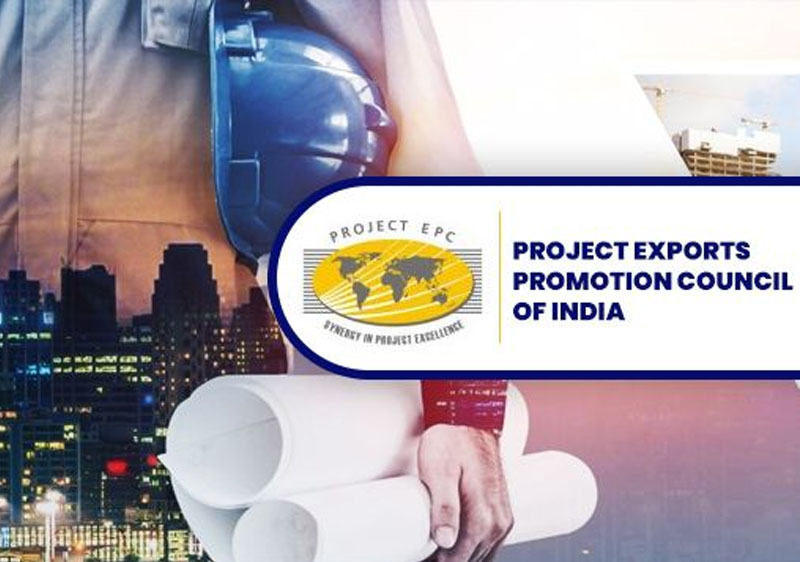 PROJECT EPC
SYNERGY IN PROJECT EXCELLENCE
PROJECT EXPORTS
PROMOTION COUNCIL
OF INDIA